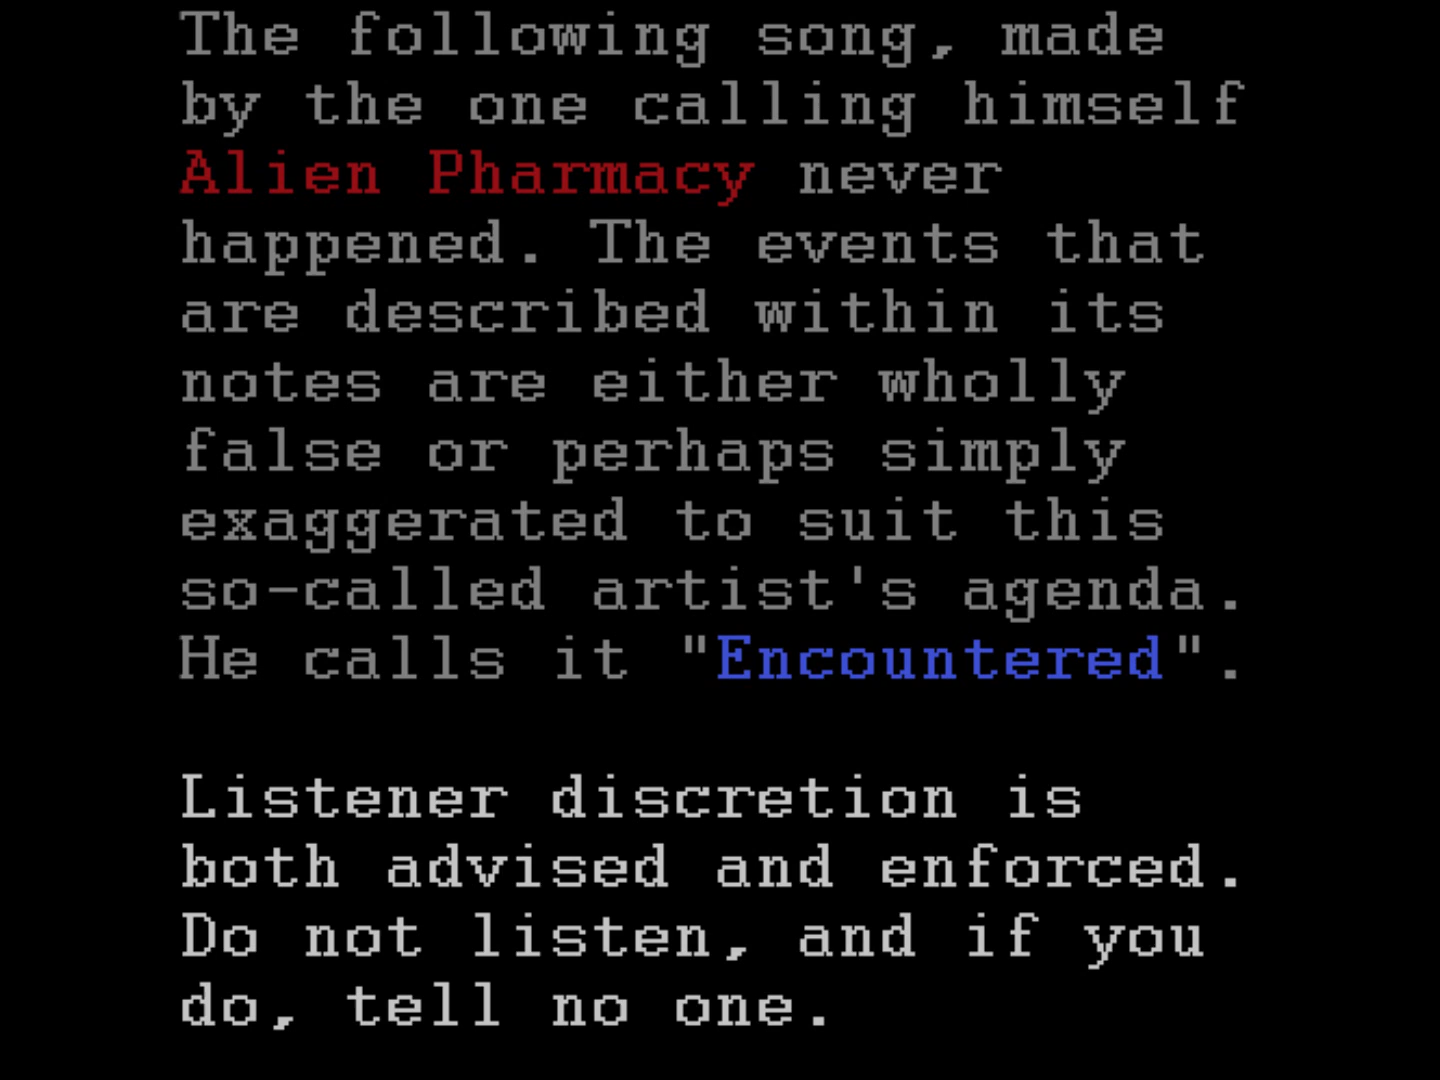 The following song, made
by the one calling himself
Alien Pharmacy never
happened. The events that
are described within its
notes are either wholly
false or perhaps simply
exaggerated to suit this
so-called artist's agenda.
He calls it "Encountered".
Listener discretion is
both advised and enforced.
Do not listen, and if you
do, tell no one.